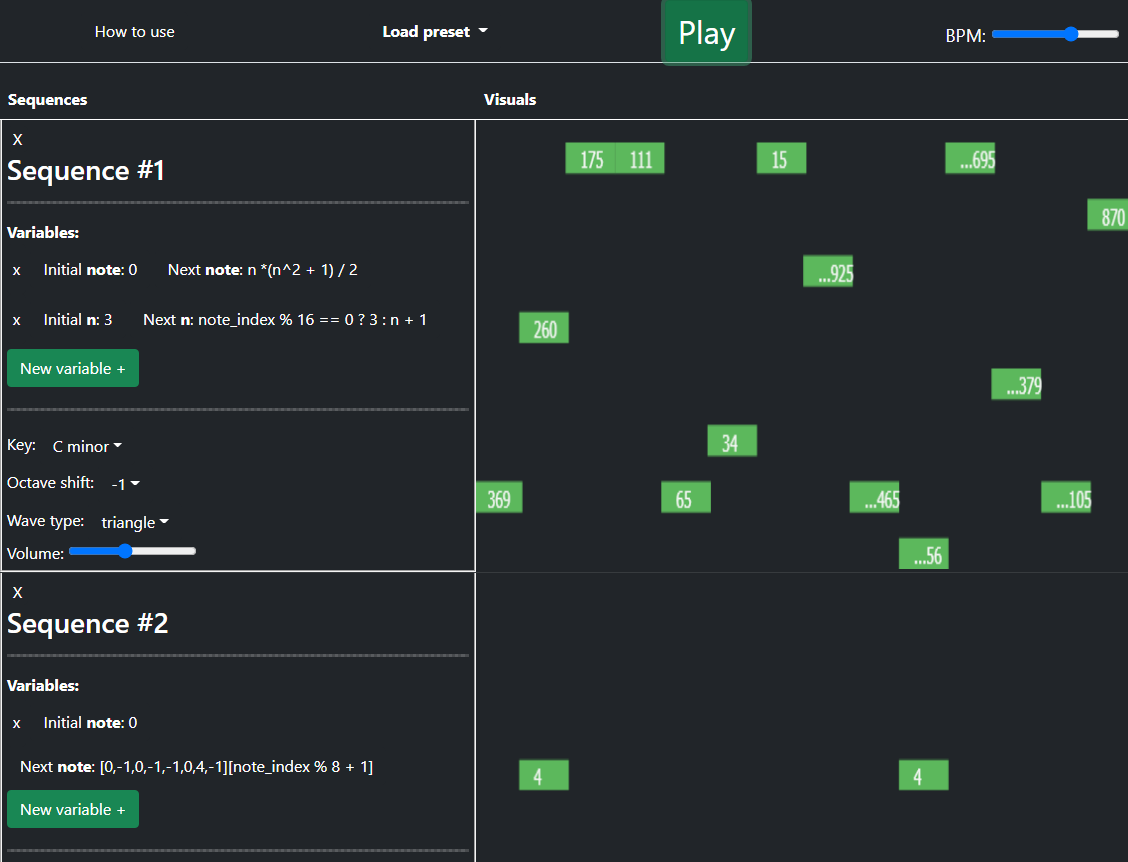 How to use
Load preset
Play
BPM:
Sequences
Visuals
X
Sequence #1
Variables:
x Initial note: 0 Next note: n *(n^2 + 1) / 2
x Initial n: 3 Next n: note_index % 16 == 0 ? 3 : n + 1
New variable +
Key: C minor
Octave shift: -1
Wave type: triangle
Volume:
175 111 15 ...695
870
...925
260
...379
34
369 65 ...465 ...105
...56
X
Sequence #2
Variables:
x Initial note: 0
Next note: [0,-1,0,-1,-1,0,4,-1][note_index % 8 + 1]
New variable +
4 4